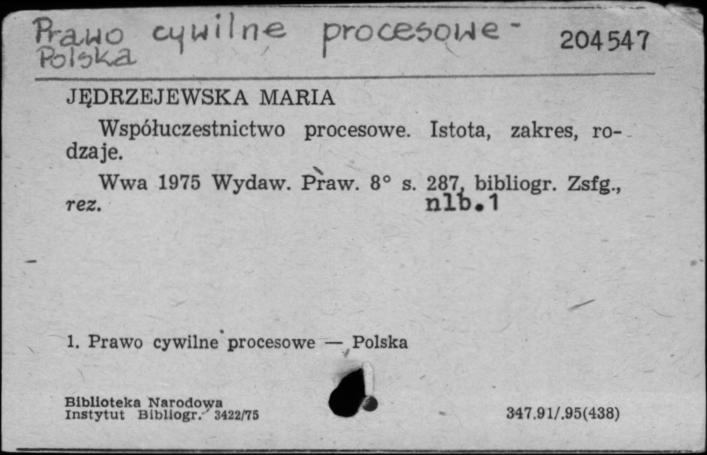 Prawo cywilne procesowe -
Polska
204547
JĘDRZEJEWSKA MARIA
Współuczestnictwo procesowe. Istota, zakres, ro-
dzaje.
Wwa 1975 Wydaw. Praw. 8° s. 287, bibliogr. Zsfg.,
rez. nlb.1
1. Prawo cywilne procesowe — Polska
Biblioteka Narodowa
Instytut Bibliogr. 3422/75
347.91/.95(438)